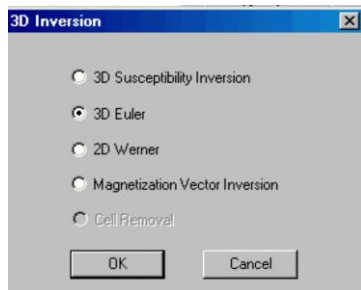 3D Inversion
3D Susceptibility Inversion
3D Euler
2D Werner
Magnetization Vector Inversion
Cell Removal
OK Cancel